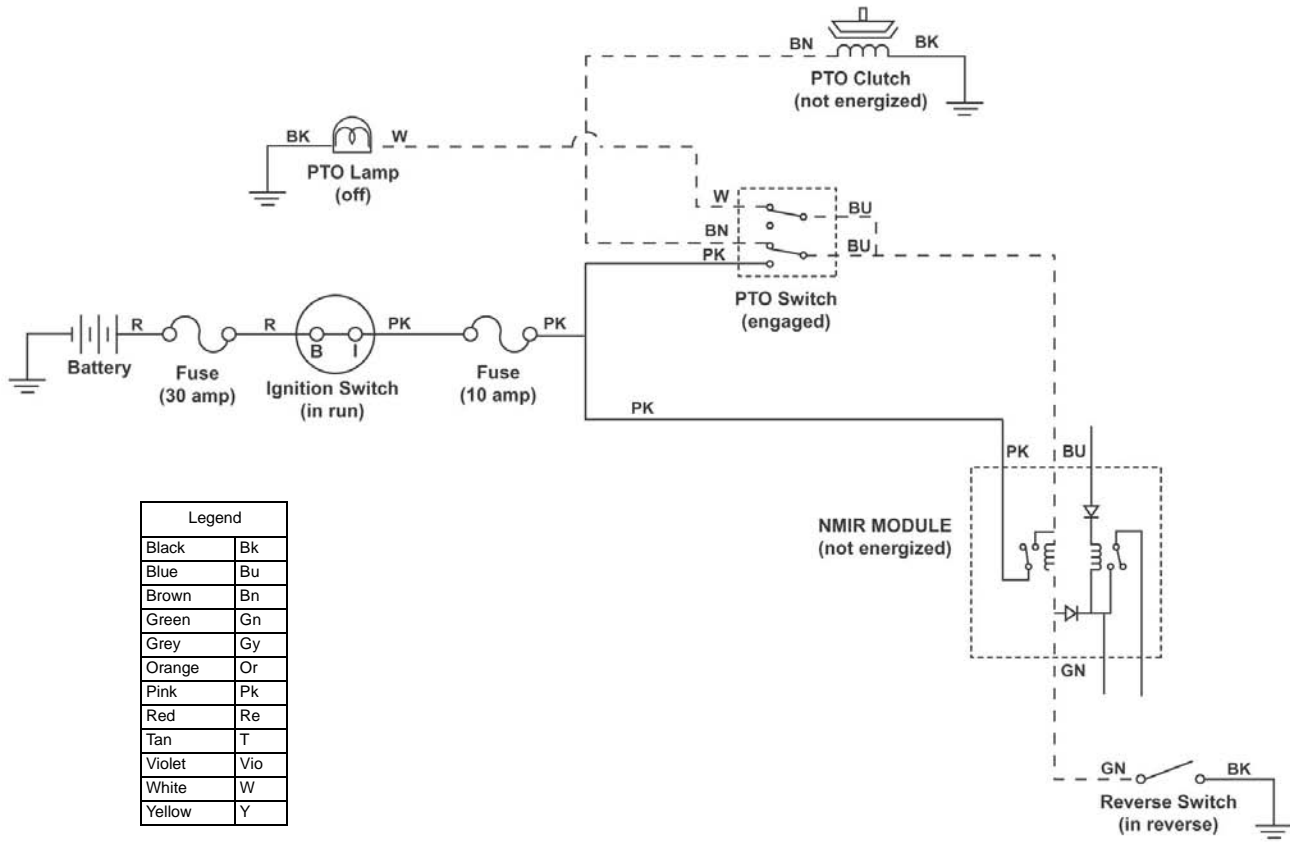 BN
BK
PTO Clutch
(not energized)
BK
W
PTO Lamp
(off)
W
BU
BN
BU
PK
PTO Switch
(engaged)
R
R
PK
PK
B
I
Battery
Fuse
(30 amp)
Ignition Switch
(in run)
Fuse
(10 amp)
PK
PK
BU
NMIR MODULE
(not energized)
GN
GN
BK
Reverse Switch
(in reverse)
Legend
Black Bk
Blue Bu
Brown Bn
Green Gn
Grey Gy
Orange Or
Pink Pk
Red Re
Tan T
Violet Vio
White W
Yellow Y